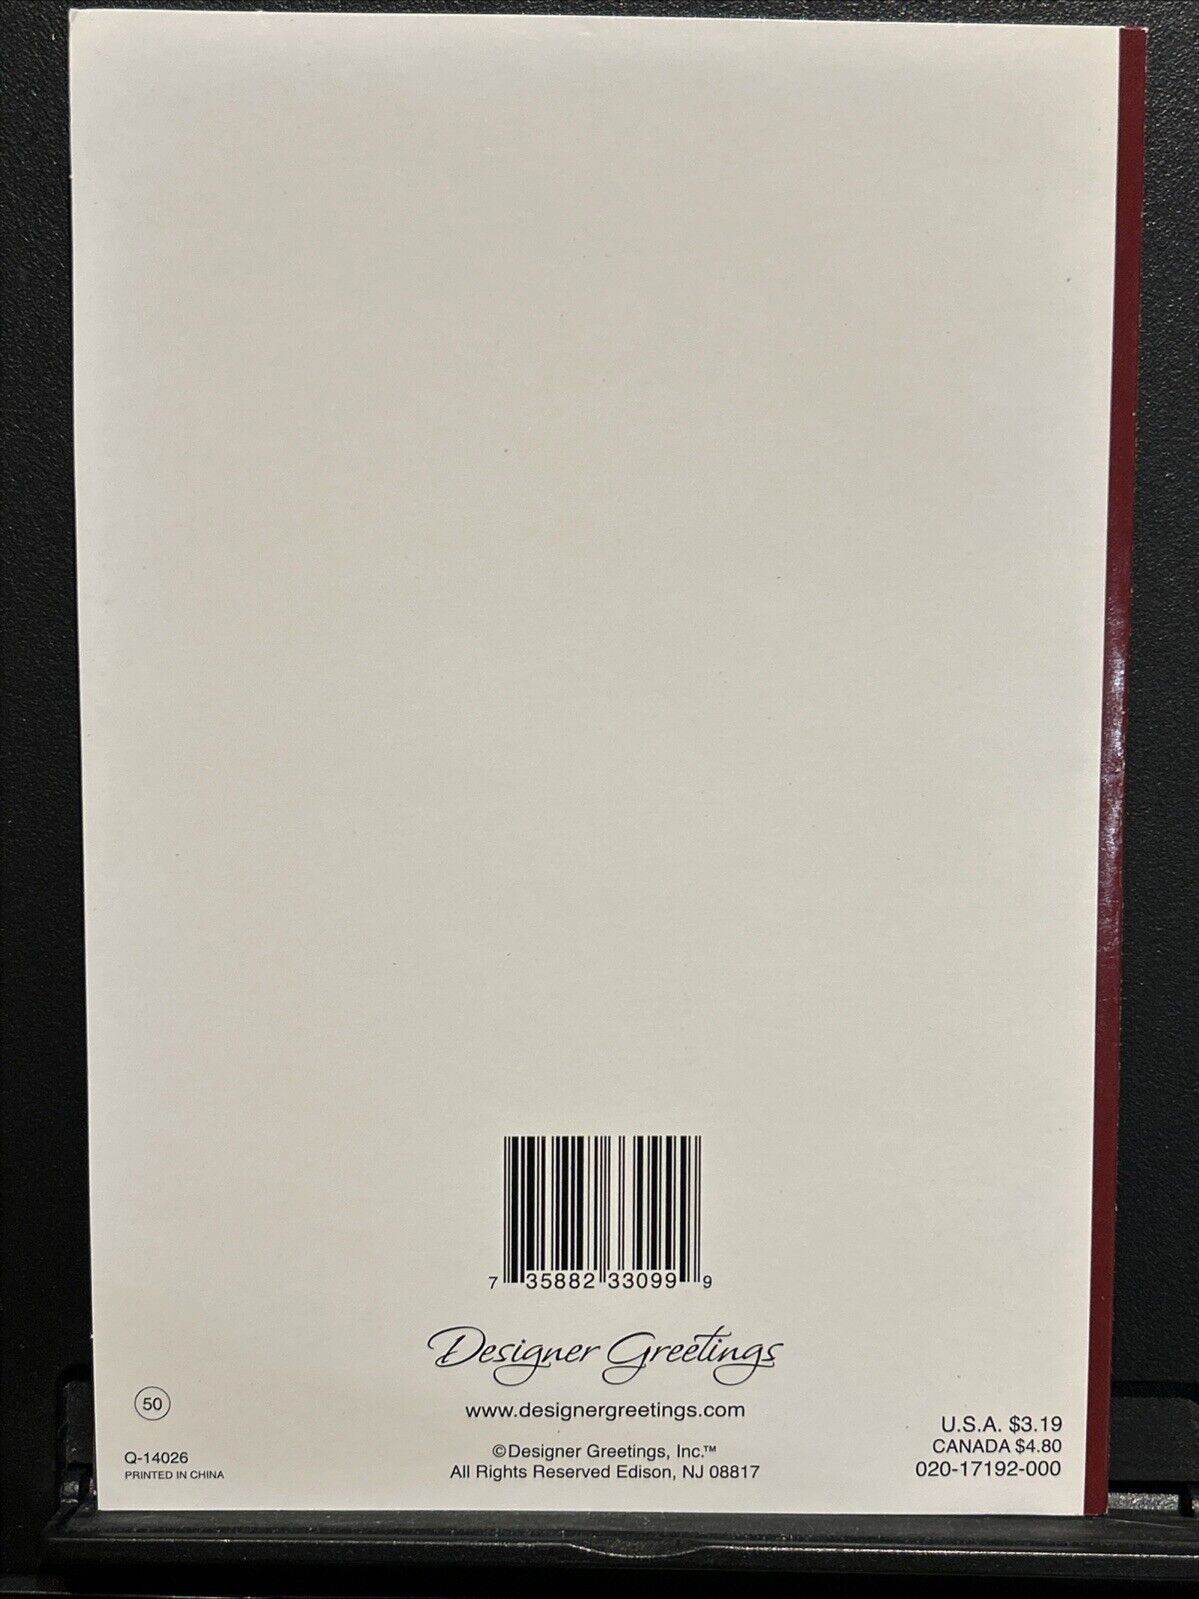 7 35882 33099 9
Designer Greetings
www.designergreetings.com
©Designer Greetings, Inc.™
All Rights Reserved Edison, NJ 08817
50
Q-14026
PRINTED IN CHINA
U.S.A. $3.19
CANADA $4.80
020-17192-000